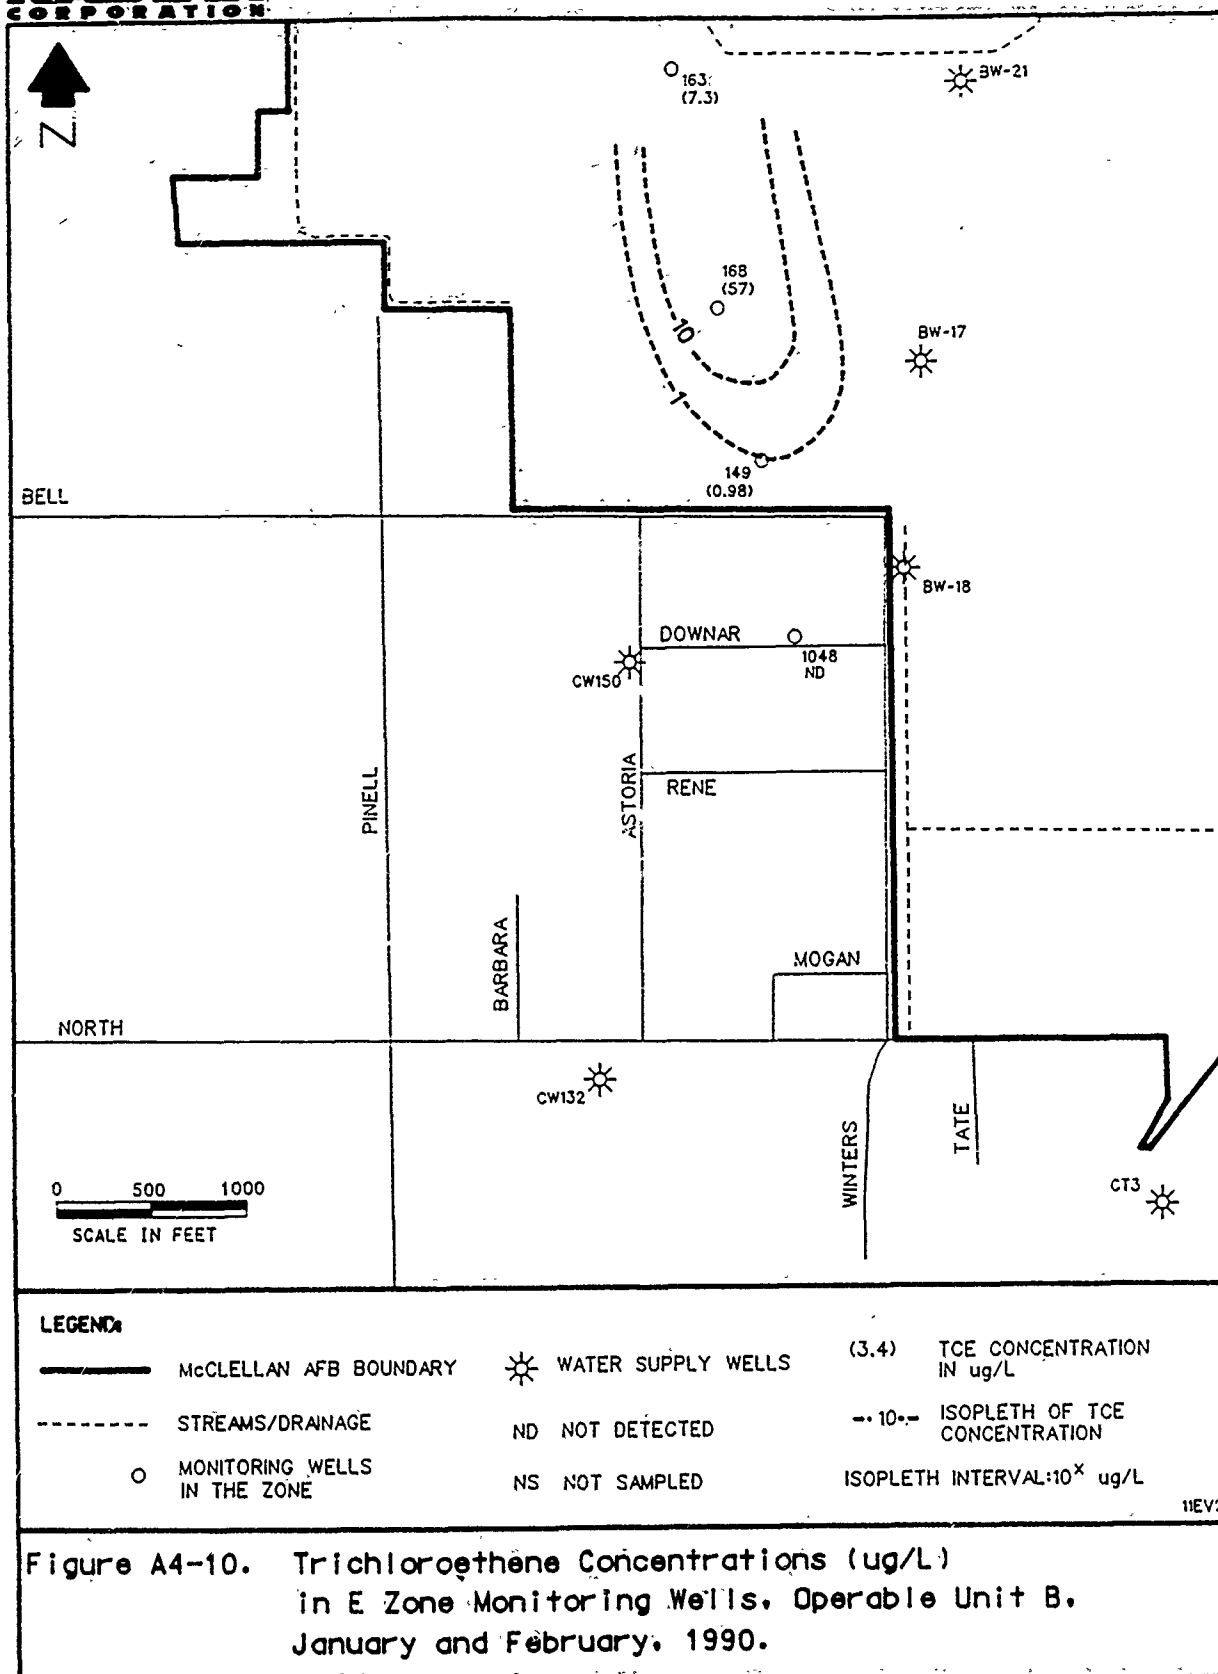 CORPORATION
Z
163
(7.3)
BW-21
168
(57)
10
BW-17
1
149
(0.98)
BELL
BW-18
DOWNAR
1048
ND
CW150
PINELL
ASTORIA
RENE
BARBARA
MOGAN
NORTH
CW132
WINTERS
TATE
CT3
0 500 1000
SCALE IN FEET
LEGEND:
McCLELLAN AFB BOUNDARY
WATER SUPPLY WELLS
(3.4) TCE CONCENTRATION
IN ug/L
STREAMS/DRAINAGE
ND NOT DETECTED
10 ISOPLETH OF TCE
CONCENTRATION
MONITORING WELLS
IN THE ZONE
NS NOT SAMPLED
ISOPLETH INTERVAL:10ˣ ug/L
Figure A4-10. Trichloroethene Concentrations (ug/L)
in E Zone Monitoring Wells, Operable Unit B,
January and February, 1990.